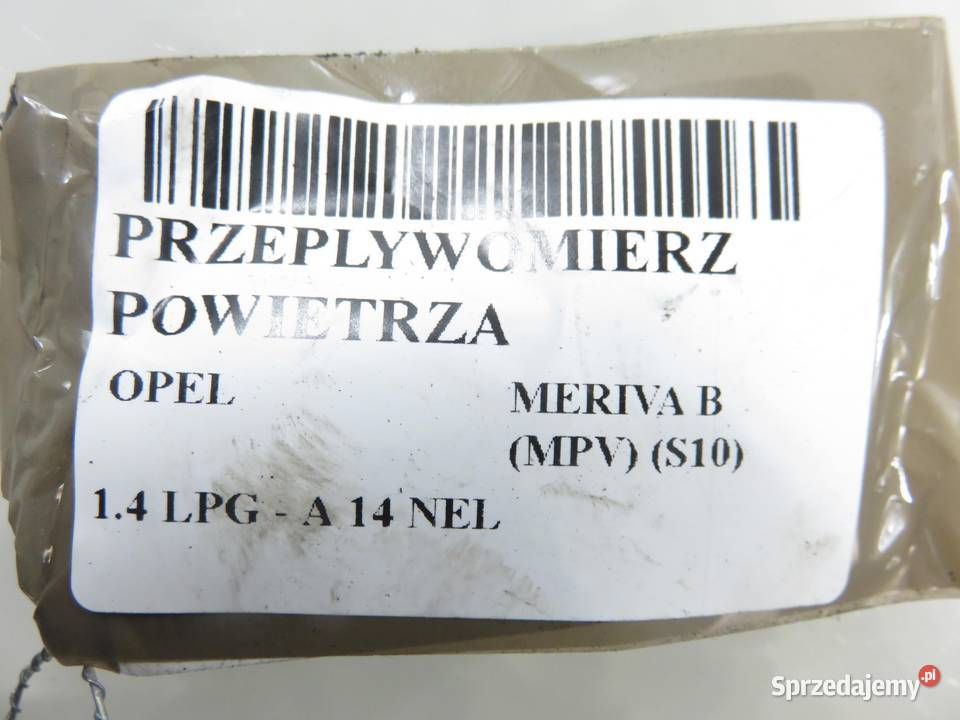 PRZEPLYWOMIERZ
POWIETRZA
OPEL
MERIVA B
(MPV) (S10)
1.4 LPG - A 14 NEL
Sprzedajemy.pl